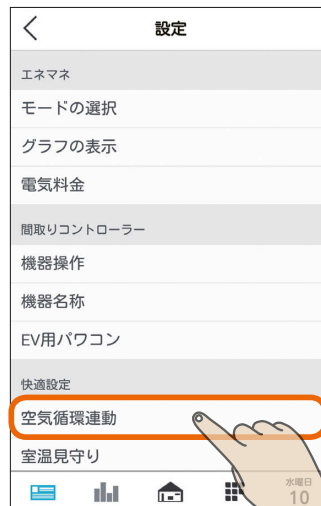 設定
エネマネ
モードの選択
グラフの表示
電気料金
間取りコントローラー
機器操作
機器名称
EV用パワコン
快適設定
空気循環連動
室温見守り
水曜日
10